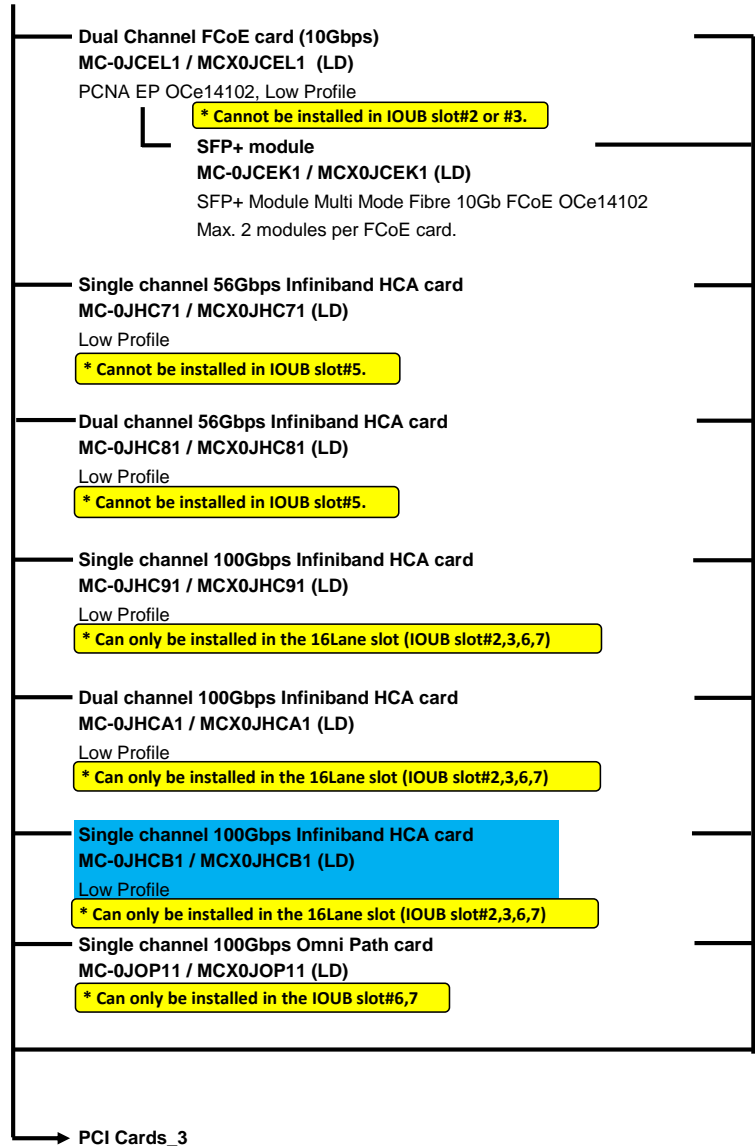 Dual Channel FCoE card (10Gbps)
MC-0JCEL1 / MCX0JCEL1 (LD)
PCNA EP OCe14102, Low Profile
* Cannot be installed in IOUB slot#2 or #3.
SFP+ module
MC-0JCEK1 / MCX0JCEK1 (LD)
SFP+ Module Multi Mode Fibre 10Gb FCoE OCe14102
Max. 2 modules per FCoE card.
Single channel 56Gbps Infiniband HCA card
MC-0JHC71 / MCX0JHC71 (LD)
Low Profile
* Cannot be installed in IOUB slot#5.
Dual channel 56Gbps Infiniband HCA card
MC-0JHC81 / MCX0JHC81 (LD)
Low Profile
* Cannot be installed in IOUB slot#5.
Single channel 100Gbps Infiniband HCA card
MC-0JHC91 / MCX0JHC91 (LD)
Low Profile
* Can only be installed in the 16Lane slot (IOUB slot#2,3,6,7)
Dual channel 100Gbps Infiniband HCA card
MC-0JHCA1 / MCX0JHCA1 (LD)
Low Profile
* Can only be installed in the 16Lane slot (IOUB slot#2,3,6,7)
Single channel 100Gbps Infiniband HCA card
MC-0JHCB1 / MCX0JHCB1 (LD)
Low Profile
* Can only be installed in the 16Lane slot (IOUB slot#2,3,6,7)
Single channel 100Gbps Omni Path card
MC-0JOP11 / MCX0JOP11 (LD)
* Can only be installed in the IOUB slot#6,7
PCI Cards_3